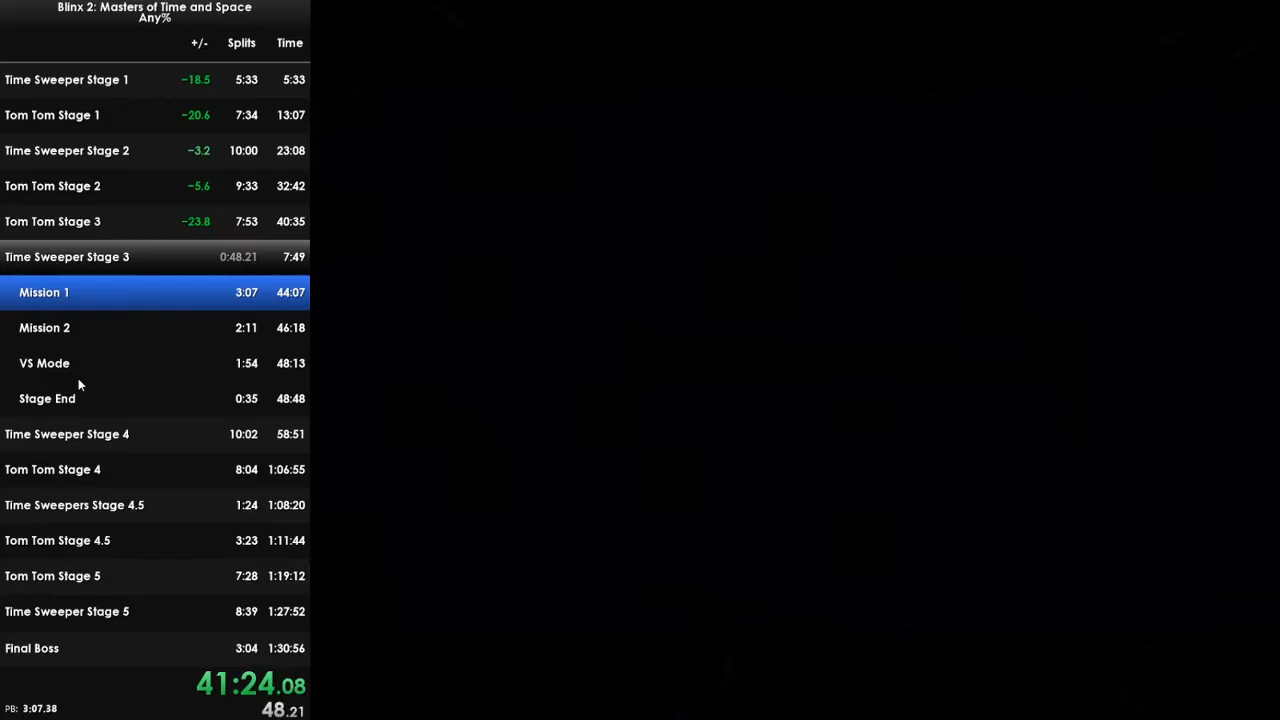 Blinx 2: Masters of Time and Space
Any%
+/- Splits Time
Time Sweeper Stage 1 −18.5 5:33 5:33
Tom Tom Stage 1 −20.6 7:34 13:07
Time Sweeper Stage 2 −3.2 10:00 23:08
Tom Tom Stage 2 −5.6 9:33 32:42
Tom Tom Stage 3 −23.8 7:53 40:35
Time Sweeper Stage 3 0:48.21 7:49
Mission 1 3:07 44:07
Mission 2 2:11 46:18
VS Mode 1:54 48:13
Stage End 0:35 48:48
Time Sweeper Stage 4 10:02 58:51
Tom Tom Stage 4 8:04 1:06:55
Time Sweepers Stage 4.5 1:24 1:08:20
Tom Tom Stage 4.5 3:23 1:11:44
Tom Tom Stage 5 7:28 1:19:12
Time Sweeper Stage 5 8:39 1:27:52
Final Boss 3:04 1:30:56
41:24.08
PB: 3:07.38 48.21